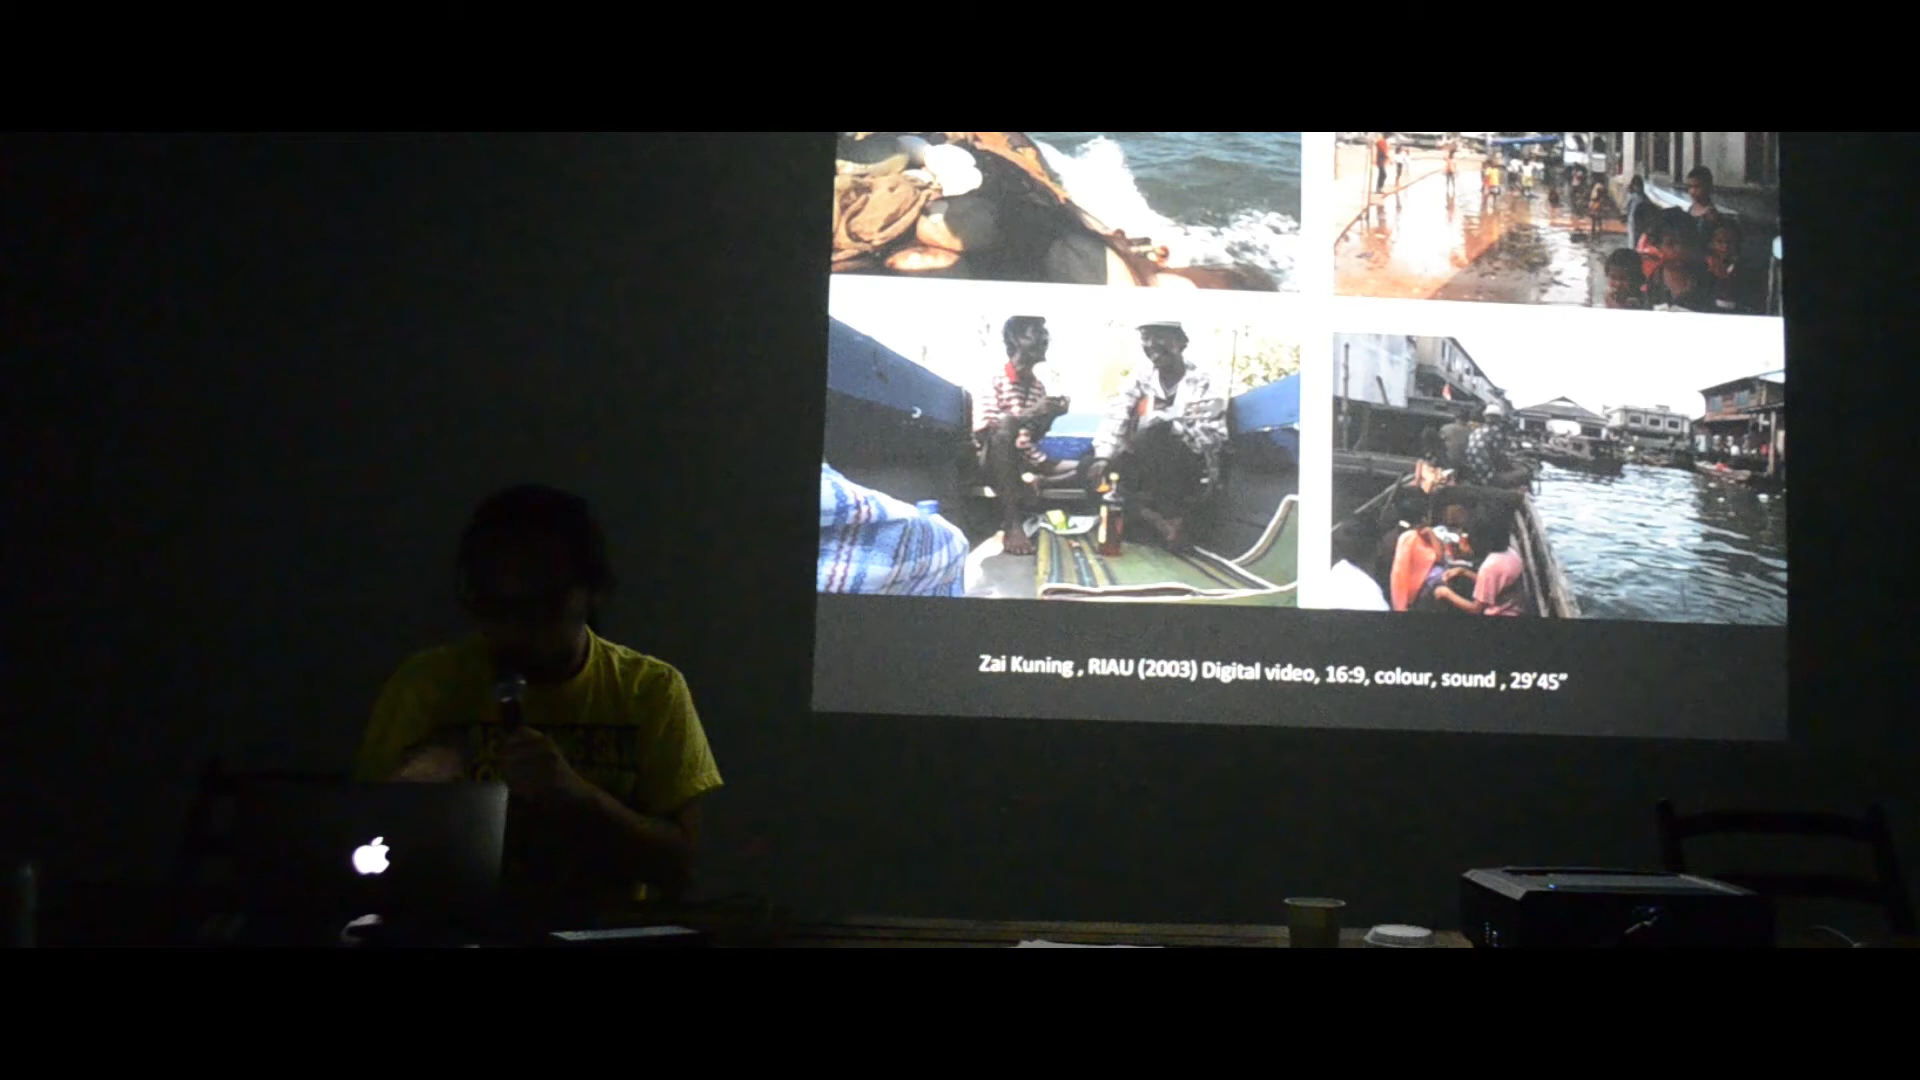 Zai Kuning , RIAU (2003) Digital video, 16:9, colour, sound , 29’45”